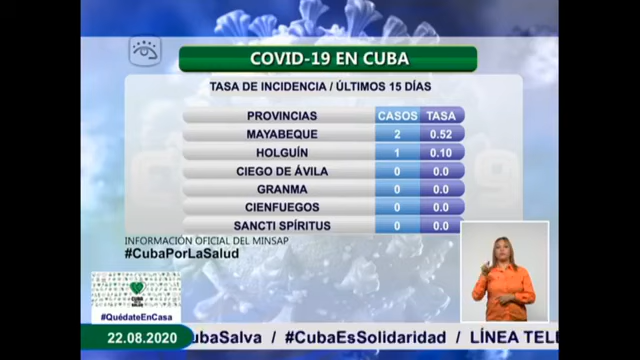 COVID-19 EN CUBA
TASA DE INCIDENCIA / ÚLTIMOS 15 DÍAS
PROVINCIAS CASOS TASA
MAYABEQUE 2 0.52
HOLGUÍN 1 0.10
CIEGO DE ÁVILA 0 0.0
GRANMA 0 0.0
CIENFUEGOS 0 0.0
SANCTI SPÍRITUS 0 0.0
INFORMACIÓN OFICIAL DEL MINSAP
#CubaPorLaSalud
#QuédateEnCasa
22.08.2020 ubaSalva / #CubaEsSolidaridad / LÍNEA TELE